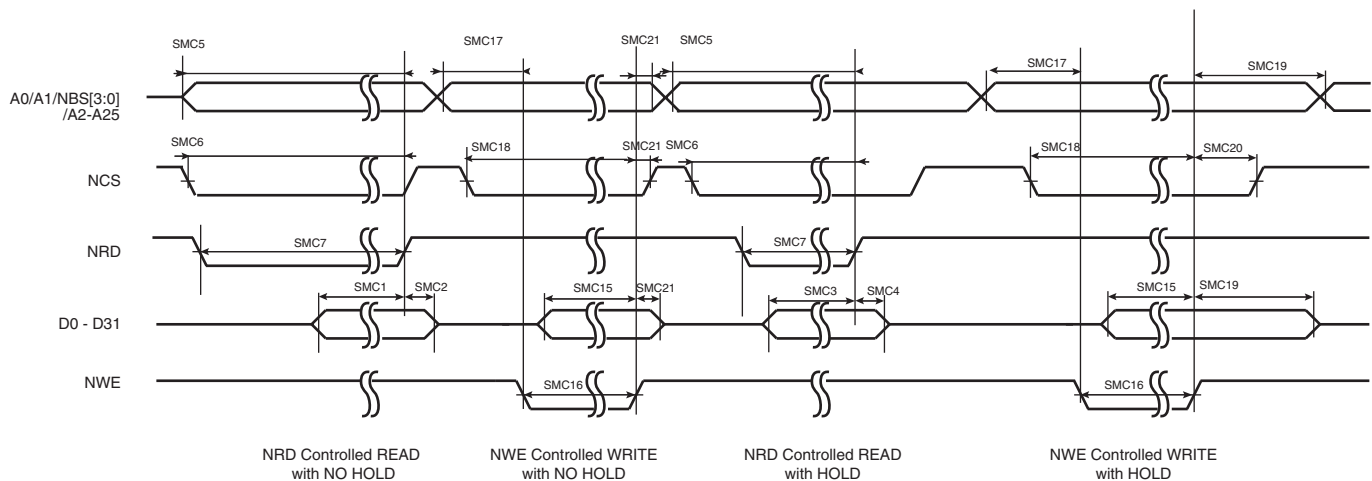 SMC5
SMC17
SMC21
SMC5
SMC17
SMC19
A0/A1/NBS[3:0]
/A2-A25
SMC6
SMC18
SMC21
SMC6
SMC18
SMC20
NCS
NRD
SMC7
SMC7
SMC1
SMC2
SMC15
SMC21
SMC3
SMC4
SMC15
SMC19
D0 - D31
NWE
SMC16
SMC16
NRD Controlled READ
with NO HOLD
NWE Controlled WRITE
with NO HOLD
NRD Controlled READ
with HOLD
NWE Controlled WRITE
with HOLD